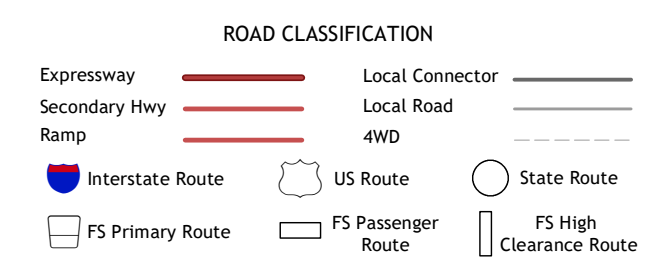 ROAD CLASSIFICATION
Expressway
Local Connector
Secondary Hwy
Local Road
Ramp
4WD
Interstate Route
US Route
State Route
FS Primary Route
FS Passenger
Route
FS High
Clearance Route